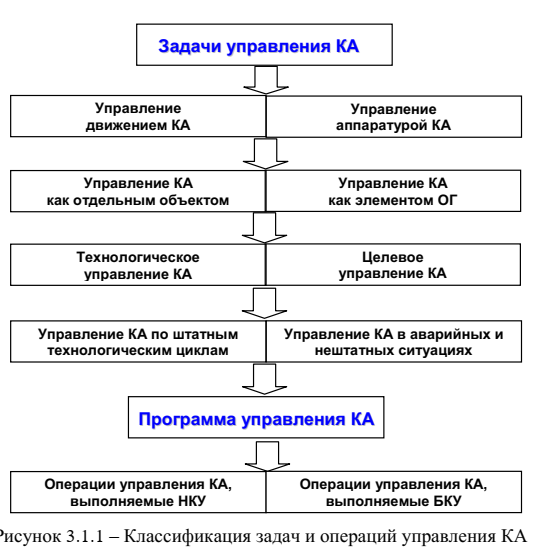 Задачи управления КА
Управление
движением КА
Управление
аппаратурой КА
Управление КА
как отдельным объектом
Управление КА
как элементом ОГ
Технологическое
управление КА
Целевое
управление КА
Управление КА по штатным
технологическим циклам
Управление КА в аварийных и
нештатных ситуациях
Программа управления КА
Операции управления КА,
выполняемые НКУ
Операции управления КА,
выполняемые БКУ
Рисунок 3.1.1 – Классификация задач и операций управления КА